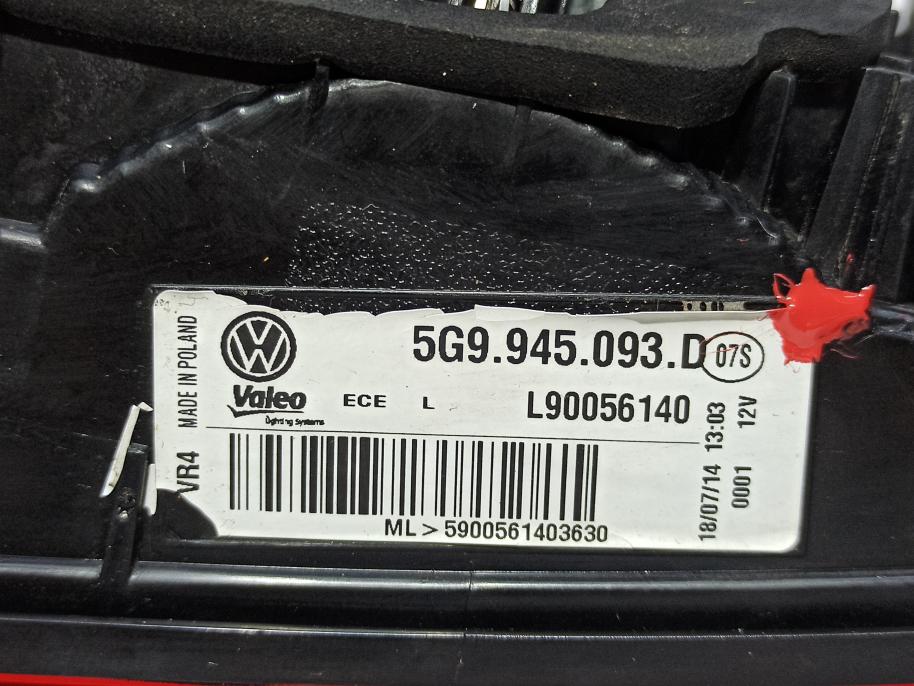 MADE IN POLAND
VR4
5G9.945.093.D 07S
Valeo ECE L L90056140
Lighting Systems
ML>5900561403630
18/07/14 13:03
0001 12V